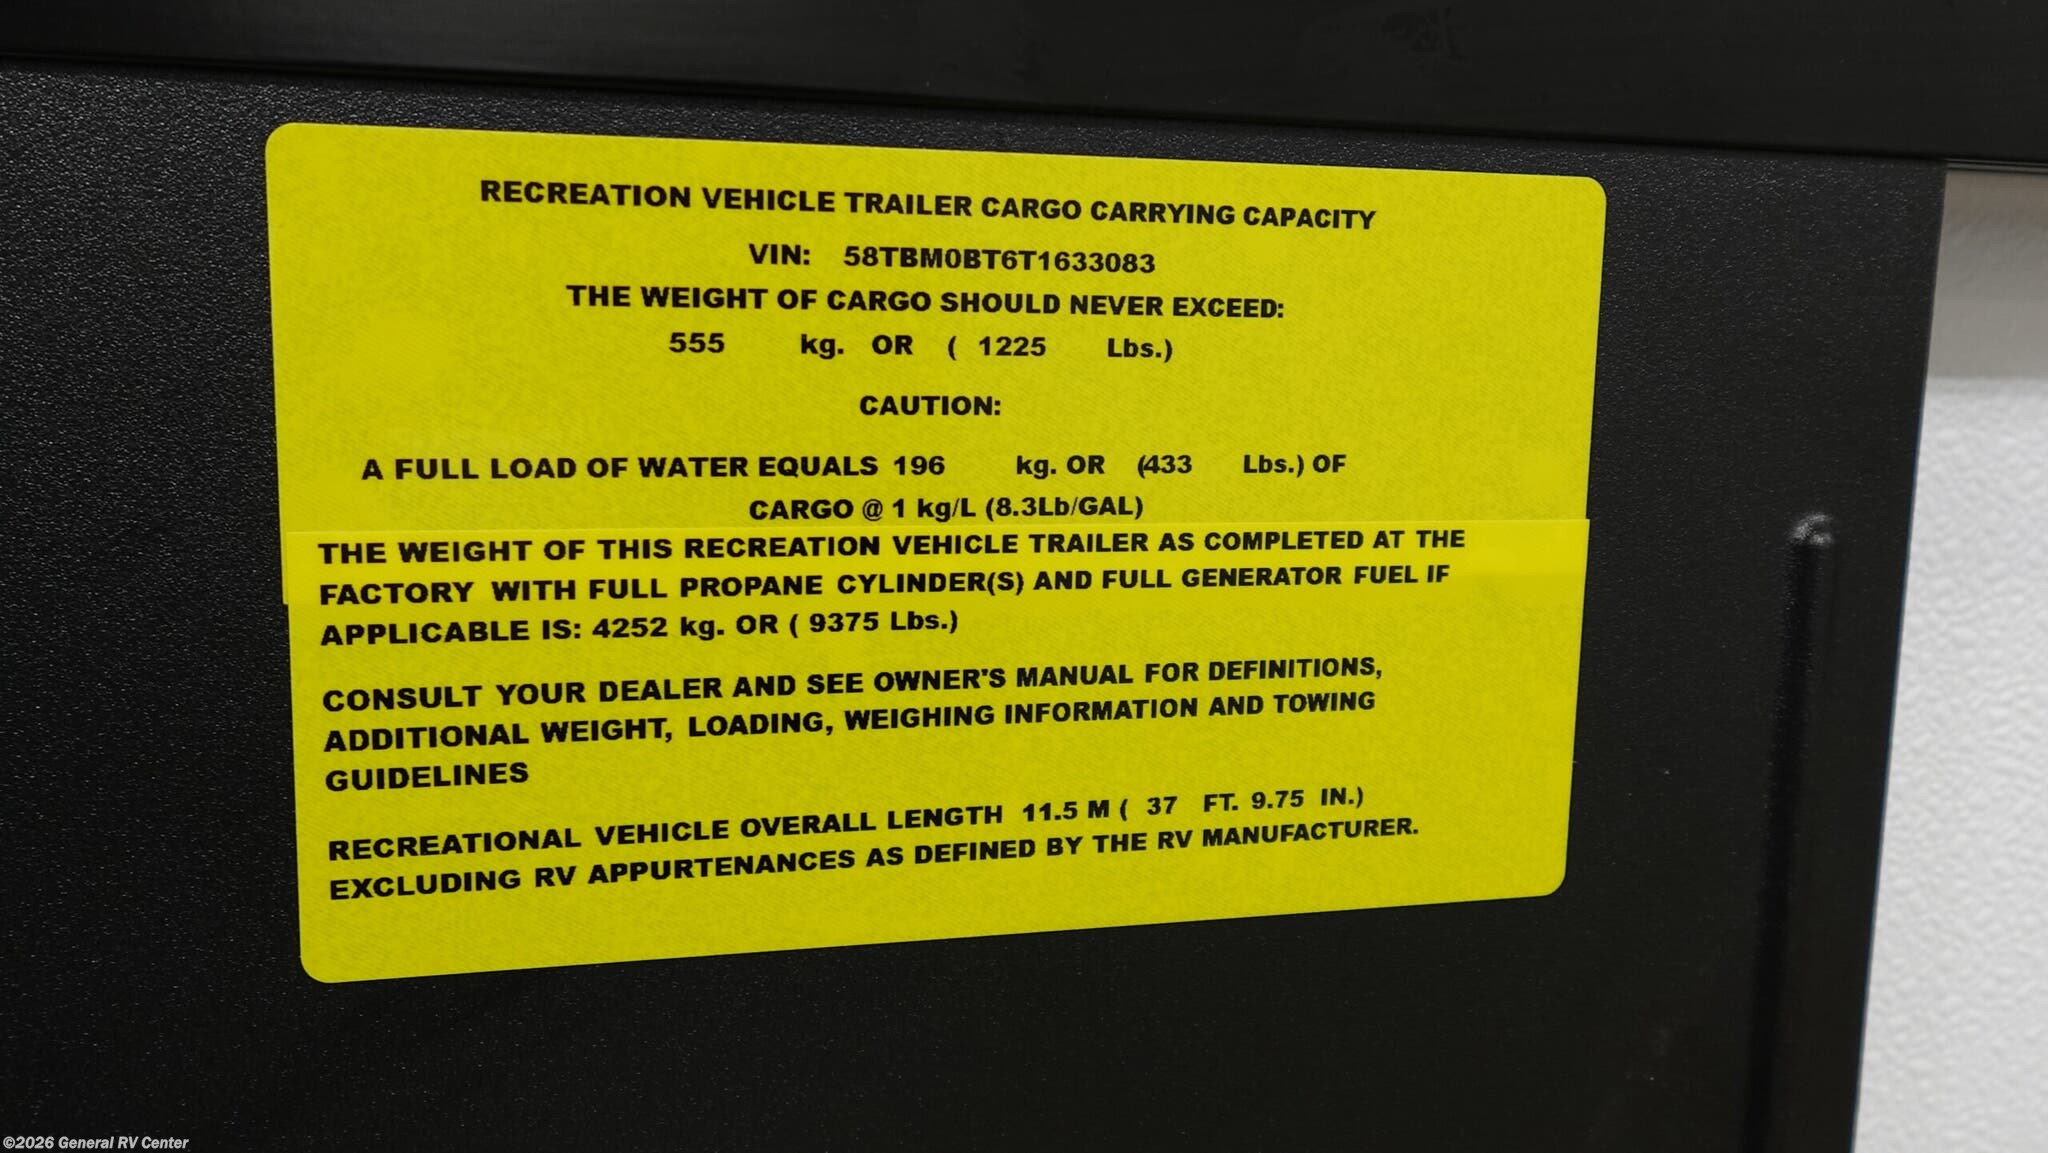 RECREATION VEHICLE TRAILER CARGO CARRYING CAPACITY
VIN: 58TBM0BT6T1633083
THE WEIGHT OF CARGO SHOULD NEVER EXCEED:
555 kg. OR ( 1225 Lbs.)
CAUTION:
A FULL LOAD OF WATER EQUALS 196 kg. OR (433 Lbs.) OF
CARGO @ 1 kg/L (8.3Lb/GAL)
THE WEIGHT OF THIS RECREATION VEHICLE TRAILER AS COMPLETED AT THE
FACTORY WITH FULL PROPANE CYLINDER(S) AND FULL GENERATOR FUEL IF
APPLICABLE IS: 4252 kg. OR ( 9375 Lbs.)
CONSULT YOUR DEALER AND SEE OWNER'S MANUAL FOR DEFINITIONS,
ADDITIONAL WEIGHT, LOADING, WEIGHING INFORMATION AND TOWING
GUIDELINES
RECREATIONAL VEHICLE OVERALL LENGTH 11.5 M ( 37 FT. 9.75 IN.)
EXCLUDING RV APPURTENANCES AS DEFINED BY THE RV MANUFACTURER.
©2026 General RV Center